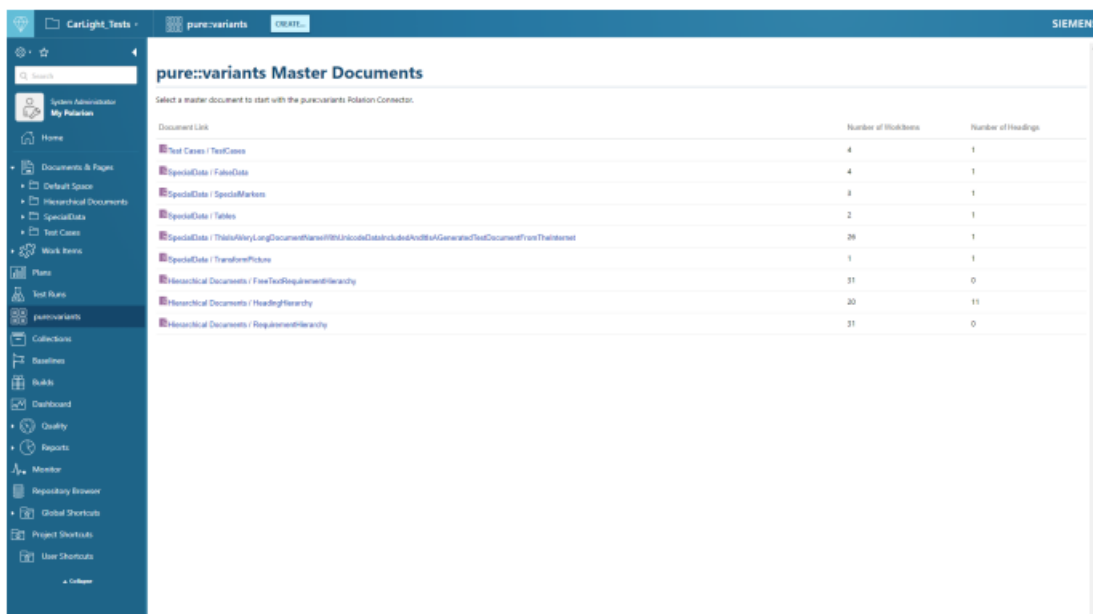 CarLight_Tests
pure::variants
CREATE...
SIEMEN
Search
System Administrator
My Polarion
Home
Documents & Pages
Default Space
Hierarchical Documents
SpecialData
Test Cases
Work Items
Plans
Test Runs
pure:variants
Collections
Baselines
Builds
Dashboard
Quality
Reports
Monitor
Repository Browser
Global Shortcuts
Project Shortcuts
User Shortcuts
Collapse
pure::variants Master Documents
Select a master document to start with the pure:variants Polarion Connector.
Document Link Number of WorkItems Number of Headings
Test Cases / TestCases 4 1
SpecialData / FalseData 4 1
SpecialData / SpecialMarkers 3 1
SpecialData / Tables 2 1
SpecialData / ThisIsAVeryLongDocumentNameWithUnicodeDataIncludedAndItIsAGeneratedTestDocumentFromTheInternet 26 1
SpecialData / TransformPicture 1 1
Hierarchical Documents / FreeTextRequirementHierarchy 31 0
Hierarchical Documents / HeadingHierarchy 20 11
Hierarchical Documents / RequirementHierarchy 31 0